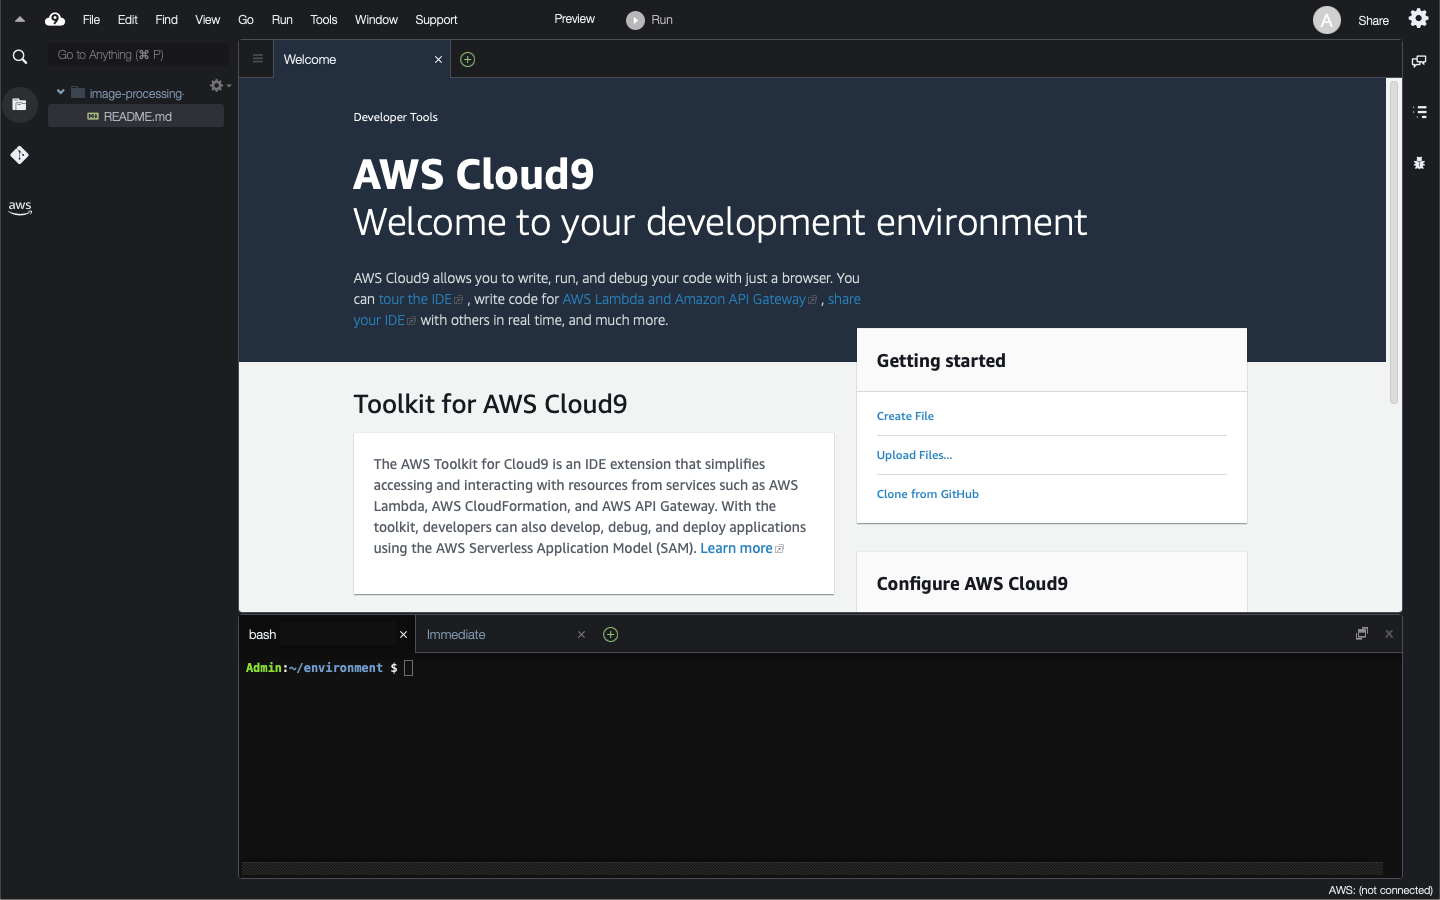 9 File Edit Find View Go Run Tools Window Support Preview Run A Share
Go to Anything (⌘ P)
image-processing-
README.md
aws
Welcome
Developer Tools
AWS Cloud9
Welcome to your development environment
AWS Cloud9 allows you to write, run, and debug your code with just a browser. You
can tour the IDE , write code for AWS Lambda and Amazon API Gateway , share
your IDE with others in real time, and much more.
Toolkit for AWS Cloud9
The AWS Toolkit for Cloud9 is an IDE extension that simplifies
accessing and interacting with resources from services such as AWS
Lambda, AWS CloudFormation, and AWS API Gateway. With the
toolkit, developers can also develop, debug, and deploy applications
using the AWS Serverless Application Model (SAM). Learn more
Getting started
Create File
Upload Files...
Clone from GitHub
Configure AWS Cloud9
bash Immediate
Admin:~/environment $
AWS: (not connected)